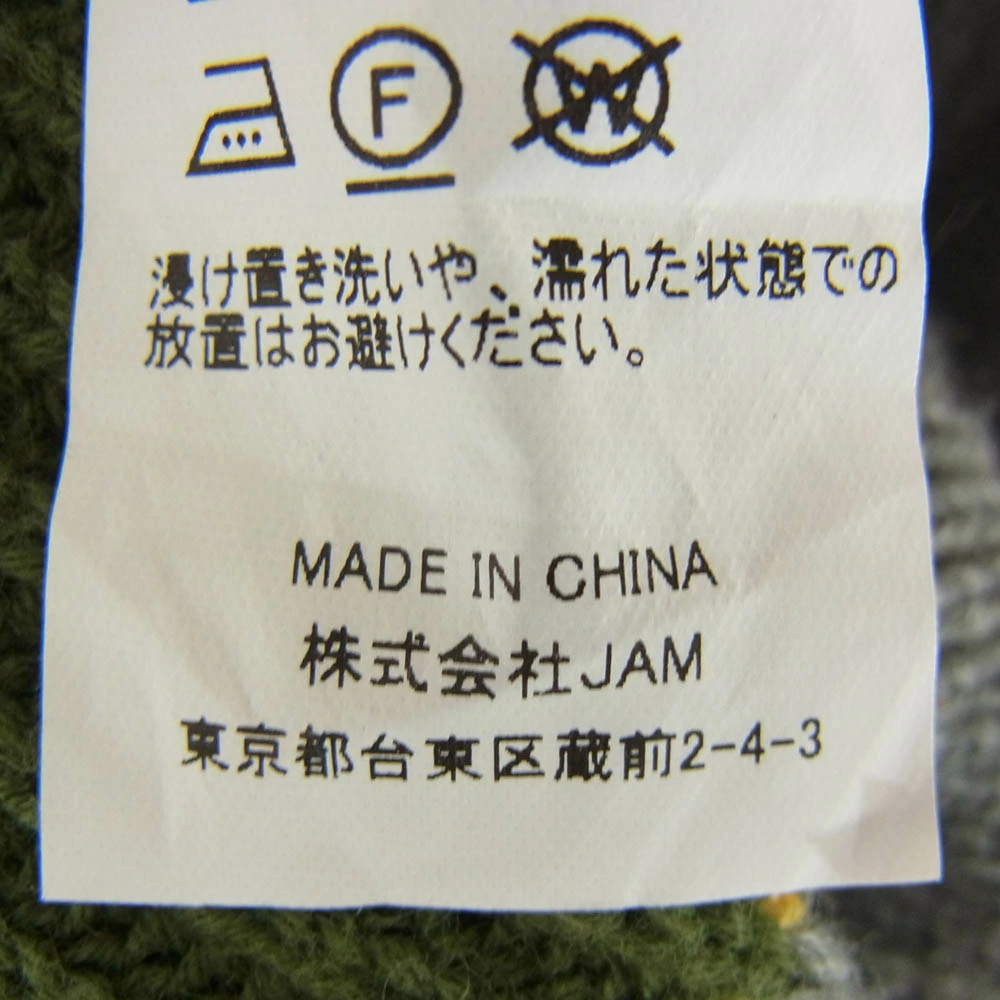 F W
浸け置き洗いや、濡れた状態での
放置はお避けください。
MADE IN CHINA
株式会社JAM
東京都台東区蔵前2-4-3